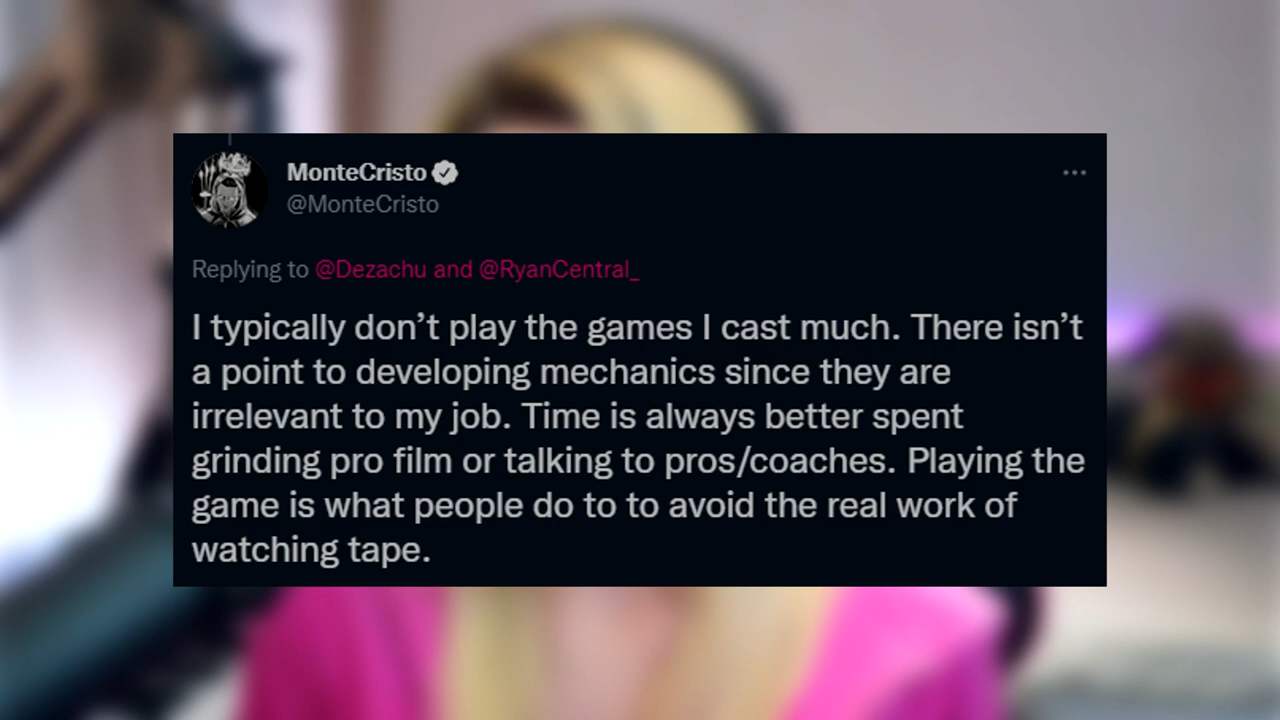 MonteCristo
@MonteCristo
Replying to @Dezachu and @RyanCentral_
I typically don’t play the games I cast much. There isn’t
a point to developing mechanics since they are
irrelevant to my job. Time is always better spent
grinding pro film or talking to pros/coaches. Playing the
game is what people do to to avoid the real work of
watching tape.